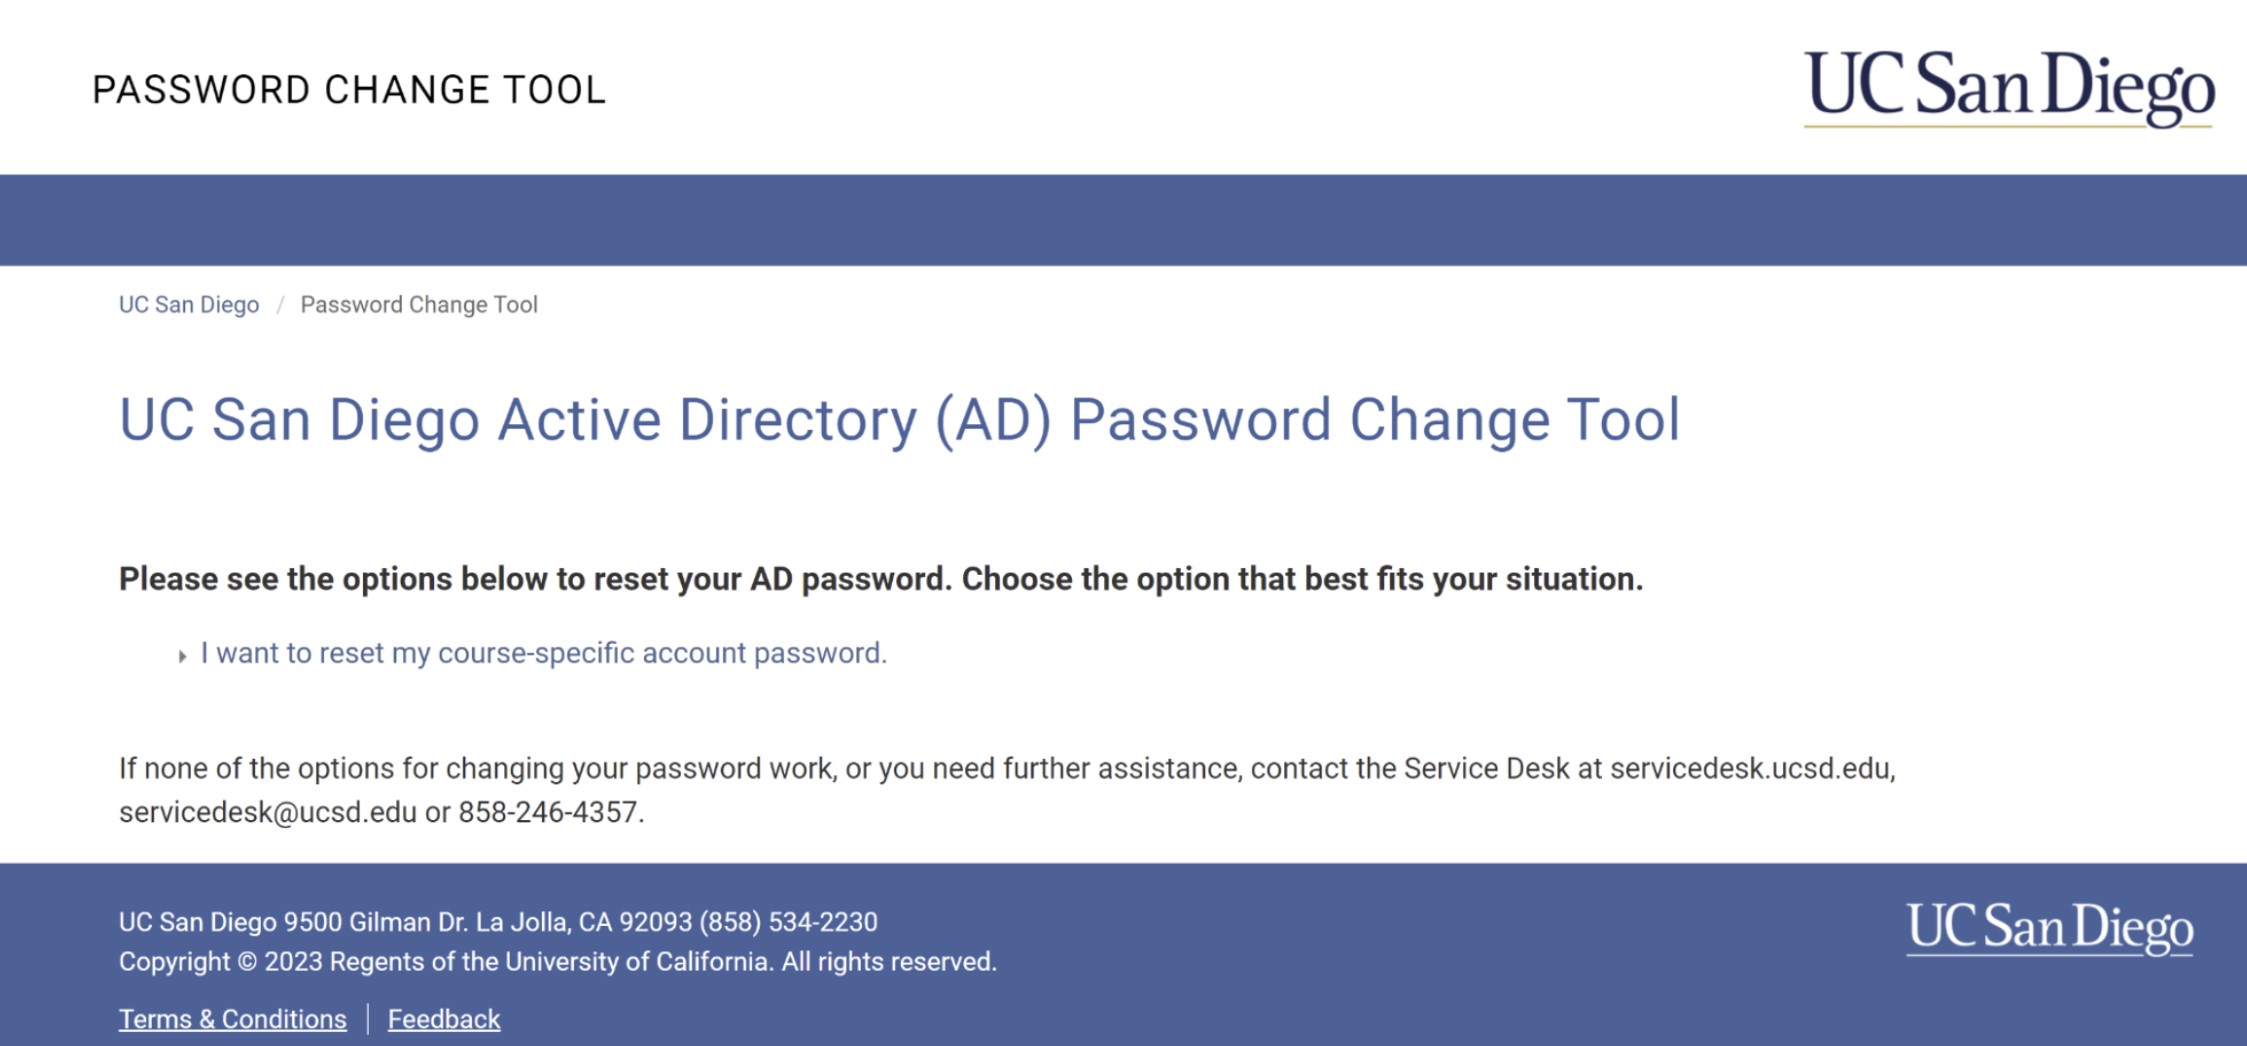 PASSWORD CHANGE TOOL
UC San Diego
UC San Diego / Password Change Tool
UC San Diego Active Directory (AD) Password Change Tool
Please see the options below to reset your AD password. Choose the option that best fits your situation.
I want to reset my course-specific account password.
If none of the options for changing your password work, or you need further assistance, contact the Service Desk at servicedesk.ucsd.edu,
servicedesk@ucsd.edu or 858-246-4357.
UC San Diego 9500 Gilman Dr. La Jolla, CA 92093 (858) 534-2230
UC San Diego
Copyright © 2023 Regents of the University of California. All rights reserved.
Terms & Conditions | Feedback